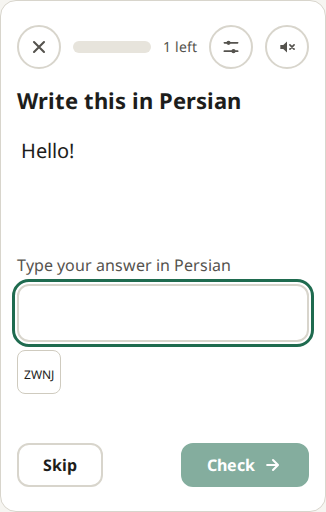 1 left
Write this in Persian
Hello!
Type your answer in Persian
ZWNJ
Skip
Check →